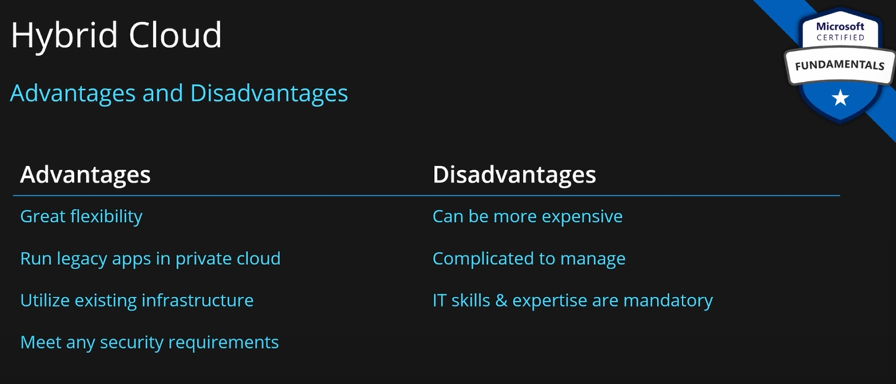 Hybrid Cloud
Microsoft
CERTIFIED
FUNDAMENTALS
Advantages and Disadvantages
Advantages
Disadvantages
Great flexibility
Can be more expensive
Run legacy apps in private cloud
Complicated to manage
Utilize existing infrastructure
IT skills & expertise are mandatory
Meet any security requirements